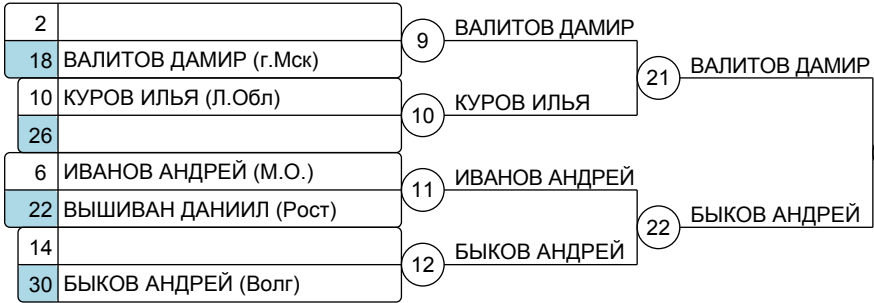 2
18 ВАЛИТОВ ДАМИР (г.Мск)
10 КУРОВ ИЛЬЯ (Л.Обл)
26
6 ИВАНОВ АНДРЕЙ (М.О.)
22 ВЫШИВАН ДАНИИЛ (Рост)
14
30 БЫКОВ АНДРЕЙ (Волг)
9 ВАЛИТОВ ДАМИР
10 КУРОВ ИЛЬЯ
11 ИВАНОВ АНДРЕЙ
12 БЫКОВ АНДРЕЙ
21 ВАЛИТОВ ДАМИР
22 БЫКОВ АНДРЕЙ